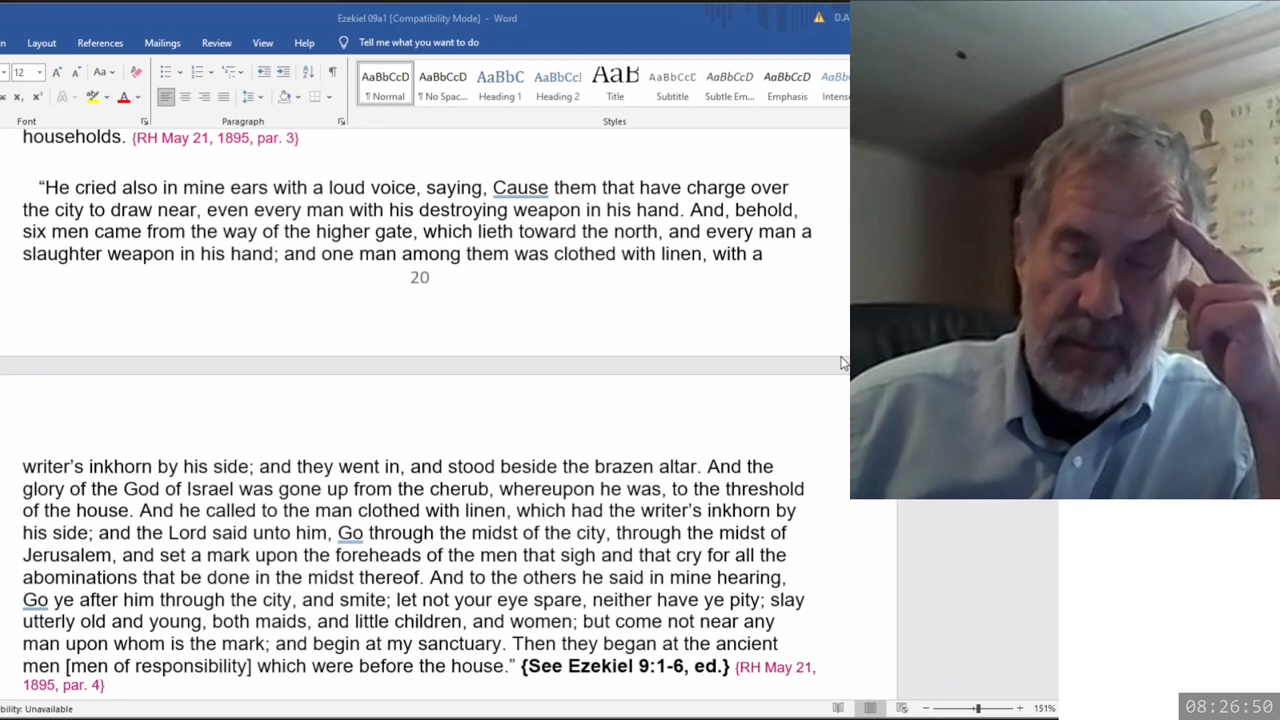 Ezekiel 09a1 [Compatibility Mode] - Word
D.A
Layout References Mailings Review View Help Tell me what you want to do
12 Aa
AaBbCcD AaBbCcD AaBbC AaBbCcl AaB AaBbCcD AaBbCcD AaBbCcD AaBb
¶ Normal ¶ No Spac... Heading 1 Heading 2 Title Subtitle Subtle Em... Emphasis Intens
Font Paragraph Styles
households. {RH May 21, 1895, par. 3}
“He cried also in mine ears with a loud voice, saying, Cause them that have charge over
the city to draw near, even every man with his destroying weapon in his hand. And, behold,
six men came from the way of the higher gate, which lieth toward the north, and every man a
slaughter weapon in his hand; and one man among them was clothed with linen, with a
20
writer’s inkhorn by his side; and they went in, and stood beside the brazen altar. And the
glory of the God of Israel was gone up from the cherub, whereupon he was, to the threshold
of the house. And he called to the man clothed with linen, which had the writer’s inkhorn by
his side; and the Lord said unto him, Go through the midst of the city, through the midst of
Jerusalem, and set a mark upon the foreheads of the men that sigh and that cry for all the
abominations that be done in the midst thereof. And to the others he said in mine hearing,
Go ye after him through the city, and smite; let not your eye spare, neither have ye pity; slay
utterly old and young, both maids, and little children, and women; but come not near any
man upon whom is the mark; and begin at my sanctuary. Then they began at the ancient
men [men of responsibility] which were before the house.” {See Ezekiel 9:1-6, ed.} {RH May 21,
1895, par. 4}
bility: Unavailable
151%
08:26:50